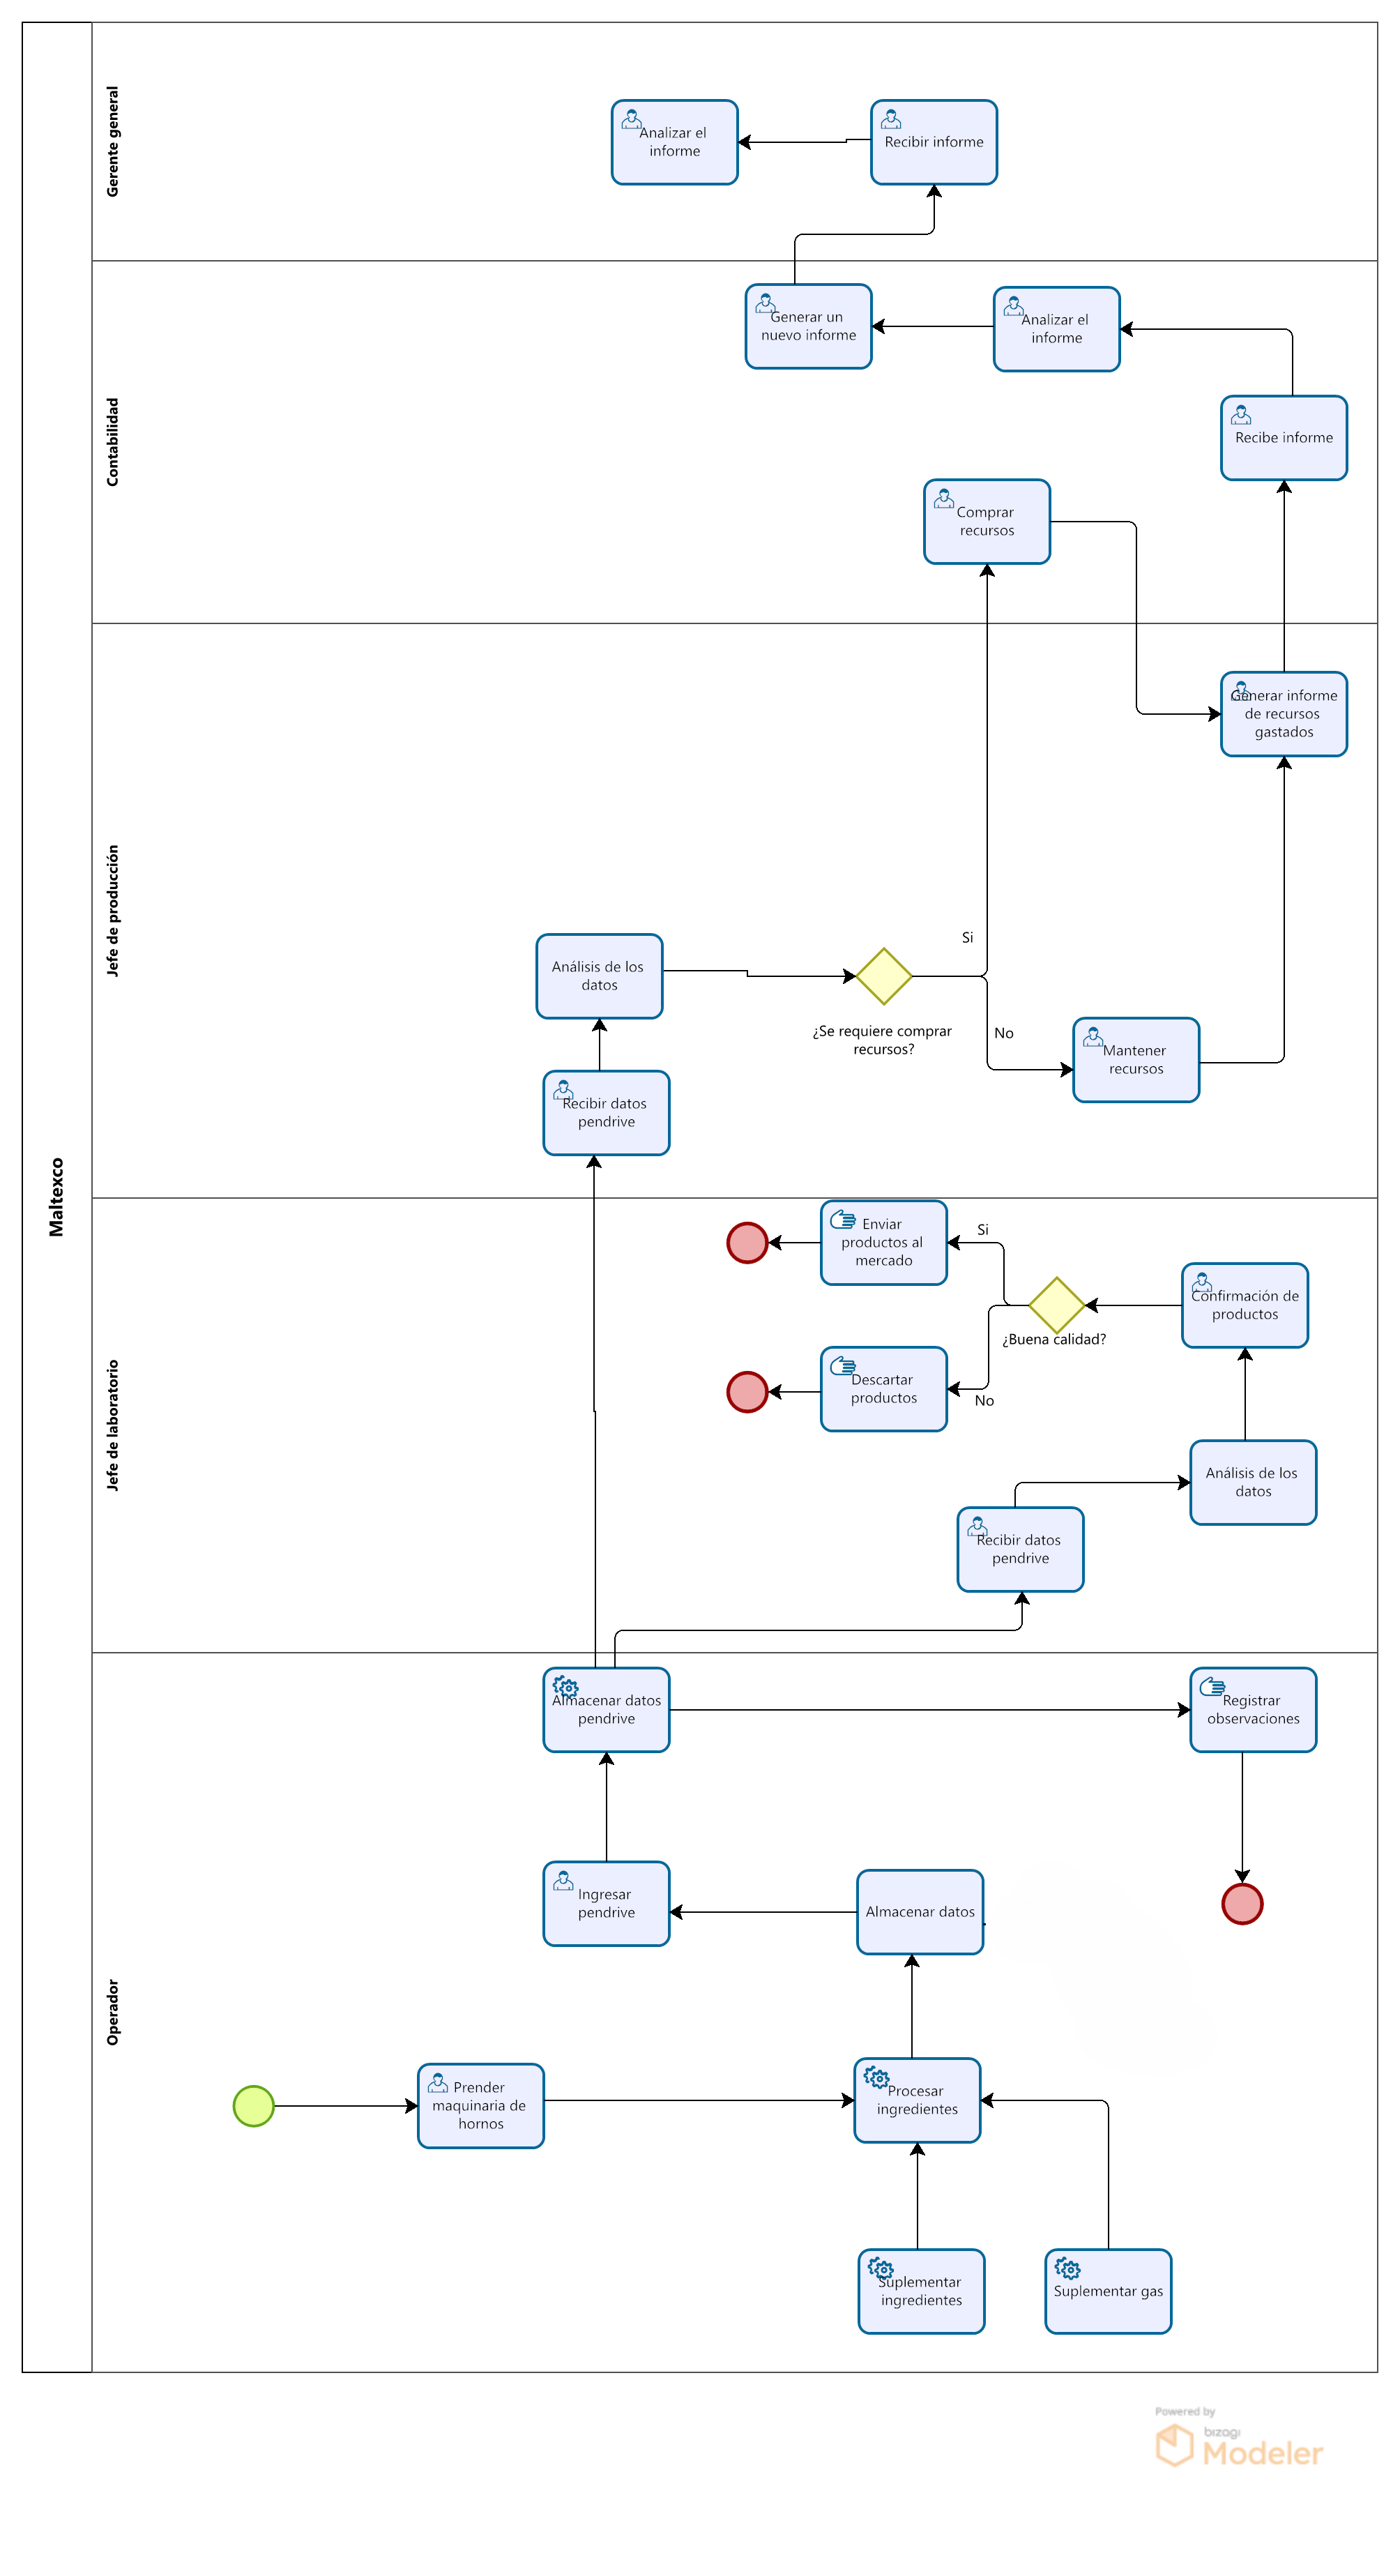 Maltexco
Gerente general
Analizar el
informe
Recibir informe
Contabilidad
Generar un
nuevo informe
Analizar el
informe
Recibe informe
Comprar
recursos
Jefe de producción
Generar informe
de recursos
gastados
Análisis de los
datos
Si
¿Se requiere comprar
recursos?
No
Mantener
recursos
Recibir datos
pendrive
Jefe de laboratorio
Enviar
productos al
mercado
Si
Confirmación de
productos
¿Buena calidad?
Descartar
productos
No
Análisis de los
datos
Recibir datos
pendrive
Operador
Almacenar datos
pendrive
Registrar
observaciones
Ingresar
pendrive
Almacenar datos
Prender
maquinaria de
hornos
Procesar
ingredientes
Suplementar
ingredientes
Suplementar gas
Powered by
bizagi
Modeler